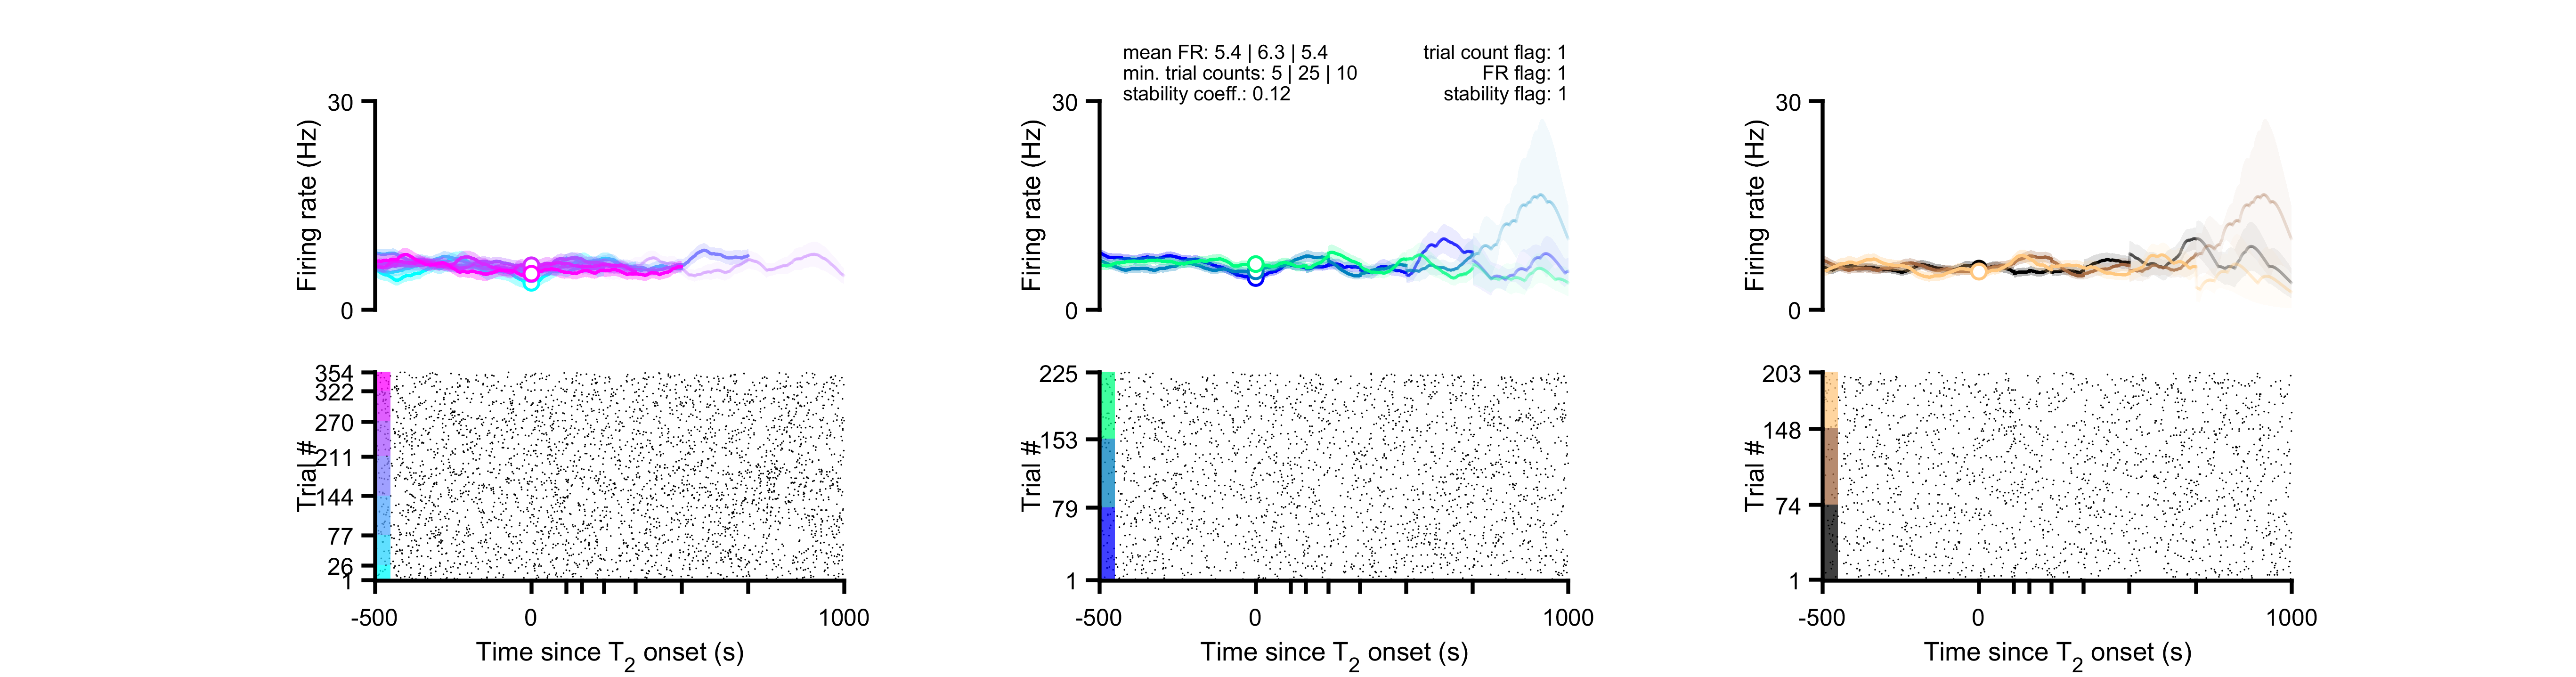 mean FR: 5.4 | 6.3 | 5.4
min. trial counts: 5 | 25 | 10
stability coeff.: 0.12
trial count flag: 1
FR flag: 1
stability flag: 1
Firing rate (Hz)
30
0
Firing rate (Hz)
30
0
Firing rate (Hz)
30
0
Trial #
354
322
270
211
144
77
26
1
-500
0
1000
Time since T2 onset (s)
Trial #
225
153
79
1
-500
0
1000
Time since T2 onset (s)
Trial #
203
148
74
1
-500
0
1000
Time since T2 onset (s)